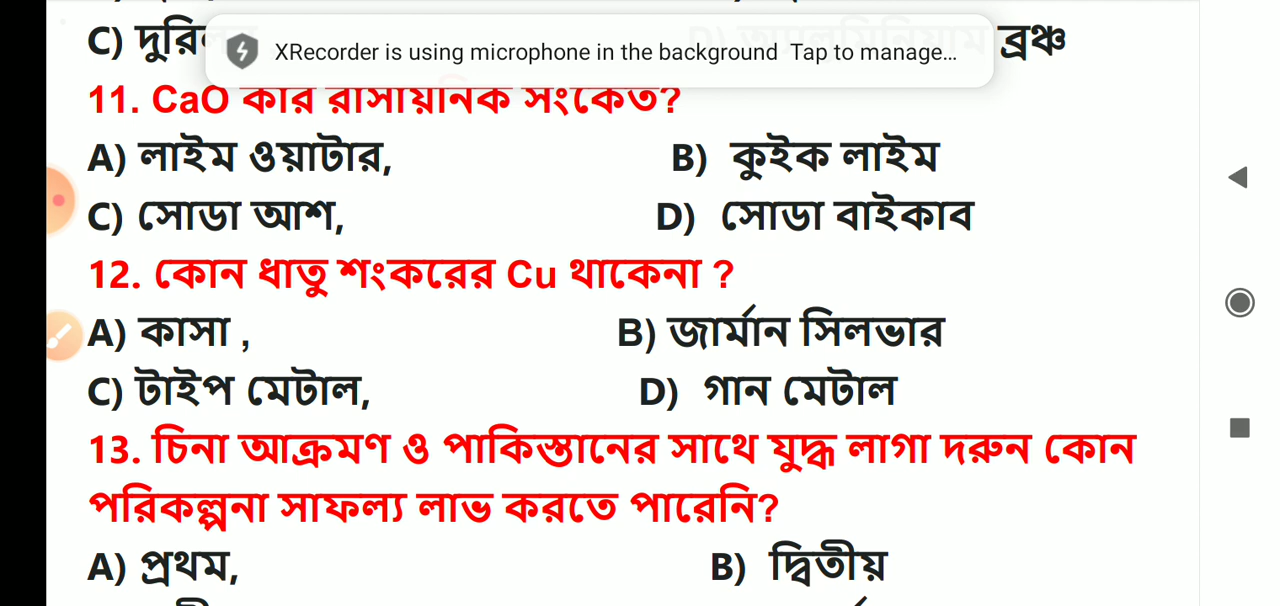 C) দুরি
ব্রঞ্চ
XRecorder is using microphone in the background Tap to manage...
11. CaO কার রাসায়নিক সংকেত?
A) লাইম ওয়াটার,
B) কুইক লাইম
C) সোডা আশ,
D) সোডা বাইকাব
12. কোন ধাতু শংকরের Cu থাকেনা ?
A) কাসা ,
B) জার্মান সিলভার
C) টাইপ মেটাল,
D) গান মেটাল
13. চিনা আক্রমণ ও পাকিস্তানের সাথে যুদ্ধ লাগা দরুন কোন
পরিকল্পনা সাফল্য লাভ করতে পারেনি?
A) প্রথম,
B) দ্বিতীয়